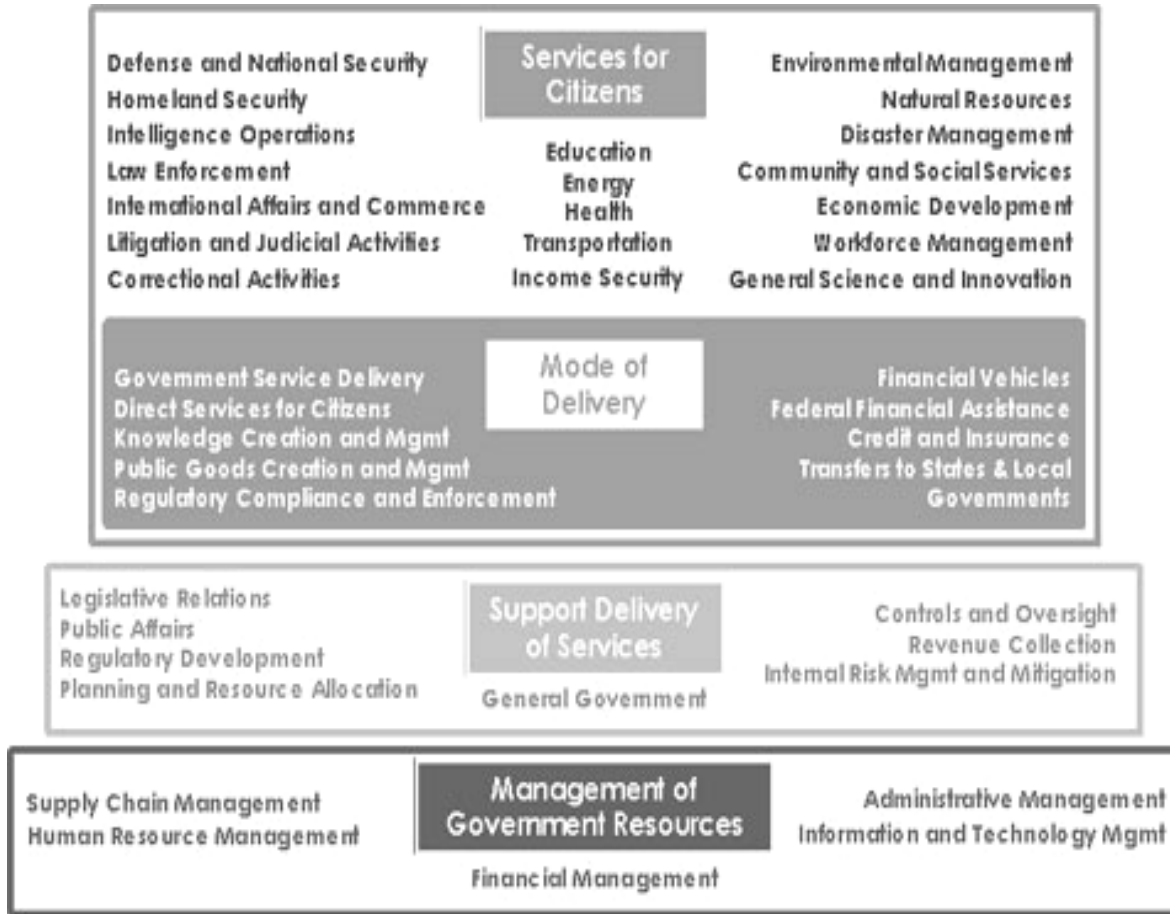 Services for
Citizens
Defense and National Security
Homeland Security
Intelligence Operations
Law Enforcement
International Affairs and Commerce
Litigation and Judicial Activities
Correctional Activities
Education
Energy
Health
Transportation
Income Security
Environmental Management
Natural Resources
Disaster Management
Community and Social Services
Economic Development
Workforce Management
General Science and Innovation
Mode of
Delivery
Government Service Delivery
Direct Services for Citizens
Knowledge Creation and Mgmt
Public Goods Creation and Mgmt
Regulatory Compliance and Enforcement
Financial Vehicles
Federal Financial Assistance
Credit and Insurance
Transfers to States & Local
Governments
Support Delivery
of Services
Legislative Relations
Public Affairs
Regulatory Development
Planning and Resource Allocation
General Government
Controls and Oversight
Revenue Collection
Internal Risk Mgmt and Mitigation
Management of
Government Resources
Supply Chain Management
Human Resource Management
Financial Management
Administrative Management
Information and Technology Mgmt